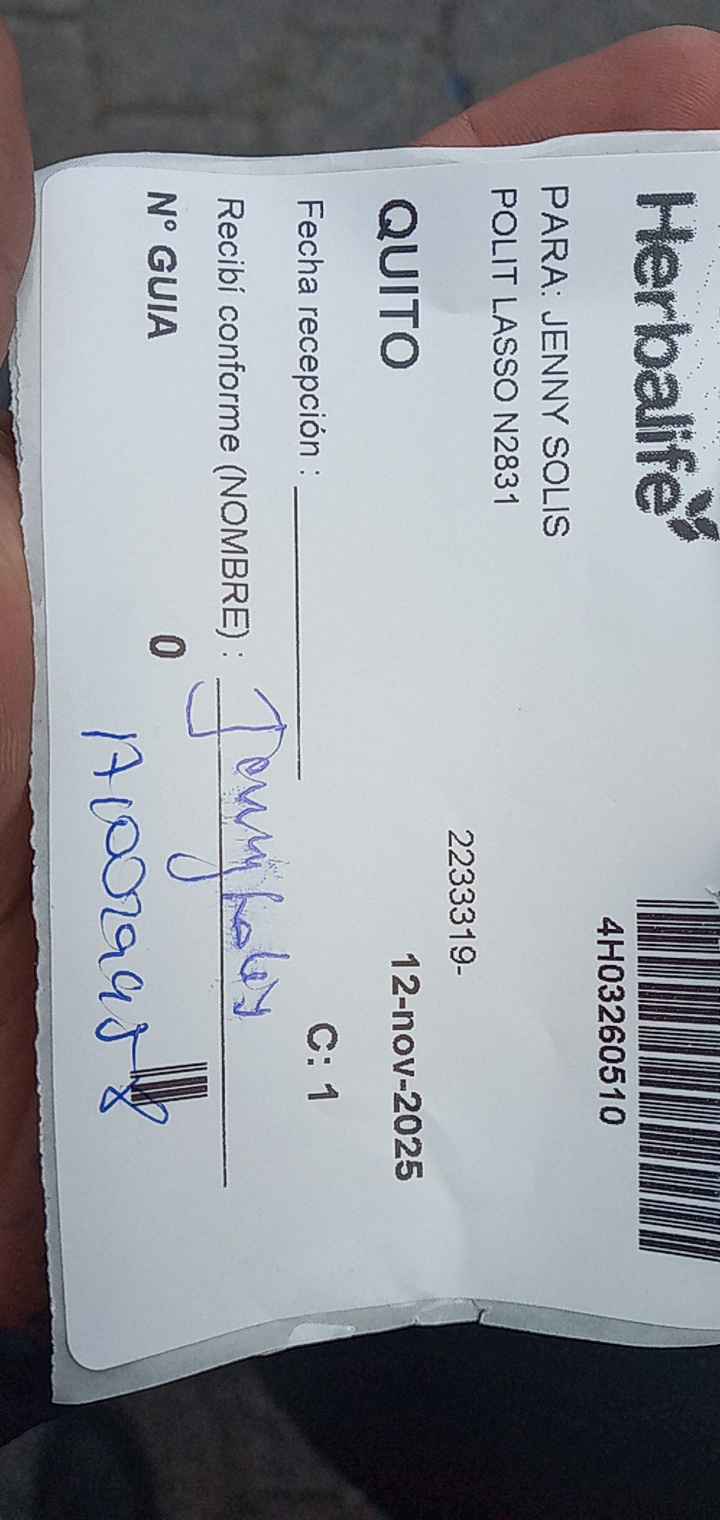 Herbalife
4H03260510
PARA: JENNY SOLIS
POLIT LASSO N2831
2233319-
QUITO 12-nov-2025
Fecha recepción :
C: 1
Recibí conforme (NOMBRE) : Jenny
N° GUIA 0